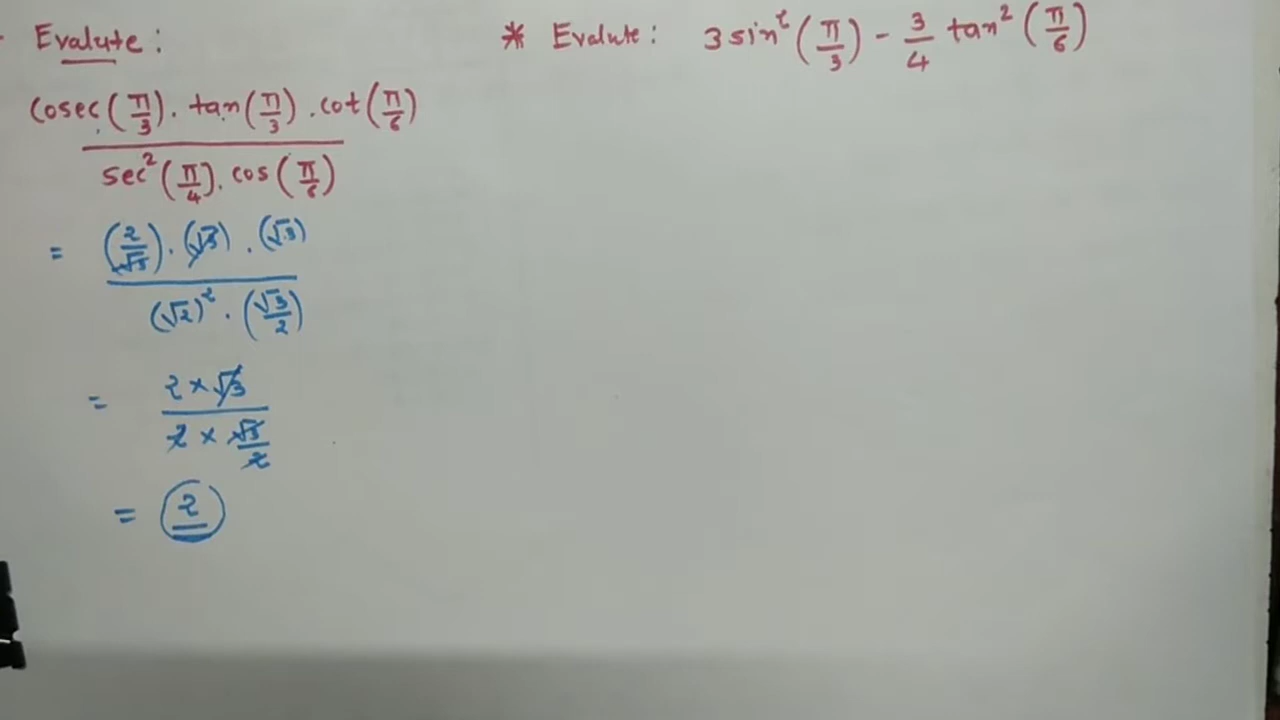 Evalute:
cosec(π/3). tan(π/3). cot(π/6)
sec²(π/4). cos(π/6)
= (2/√3). (√3). (√3)
(√2)². (√3/2)
= 2 × √3
2 × √3/2
= 2
* Evalute: 3 sin²(π/3) - 3/4 tan²(π/6)